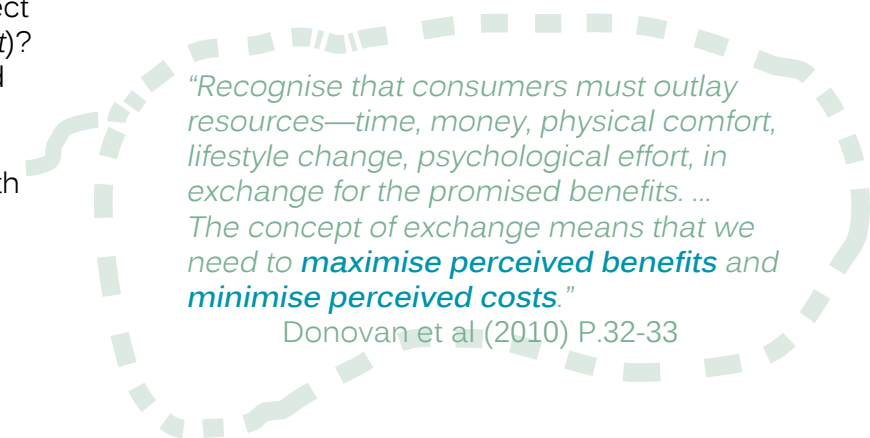 ect
t)?
d
th
“Recognise that consumers must outlay
resources—time, money, physical comfort,
lifestyle change, psychological effort, in
exchange for the promised benefits. ...
The concept of exchange means that we
need to maximise perceived benefits and
minimise perceived costs.”
Donovan et al (2010) P.32-33